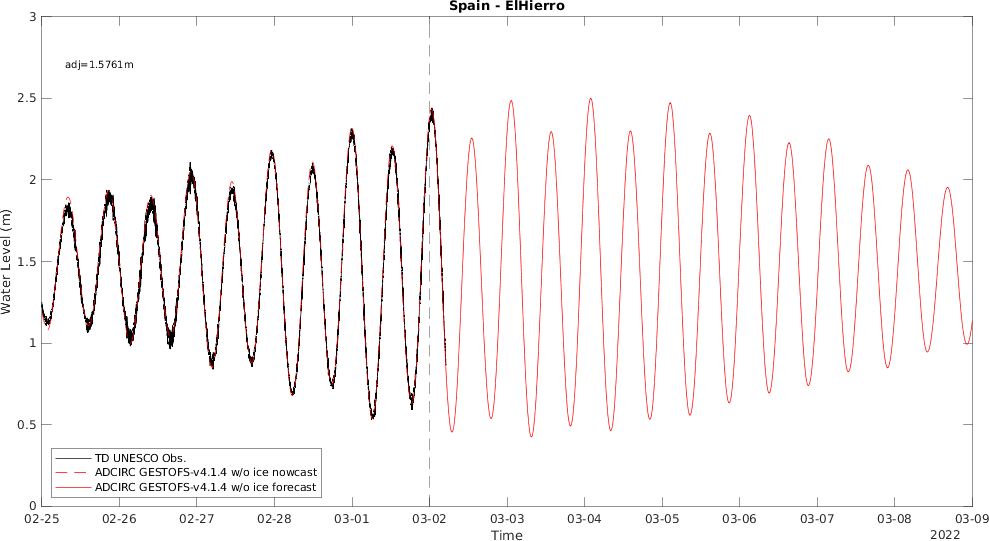 Spain - ElHierro
adj=1.5761m
3
2.5
2
1.5
1
0.5
0
Water Level (m)
TD UNESCO Obs.
ADCIRC GESTOFS-v4.1.4 w/o ice nowcast
ADCIRC GESTOFS-v4.1.4 w/o ice forecast
02-25 02-26 02-27 02-28 03-01 03-02 03-03 03-04 03-05 03-06 03-07 03-08 03-09
Time
2022